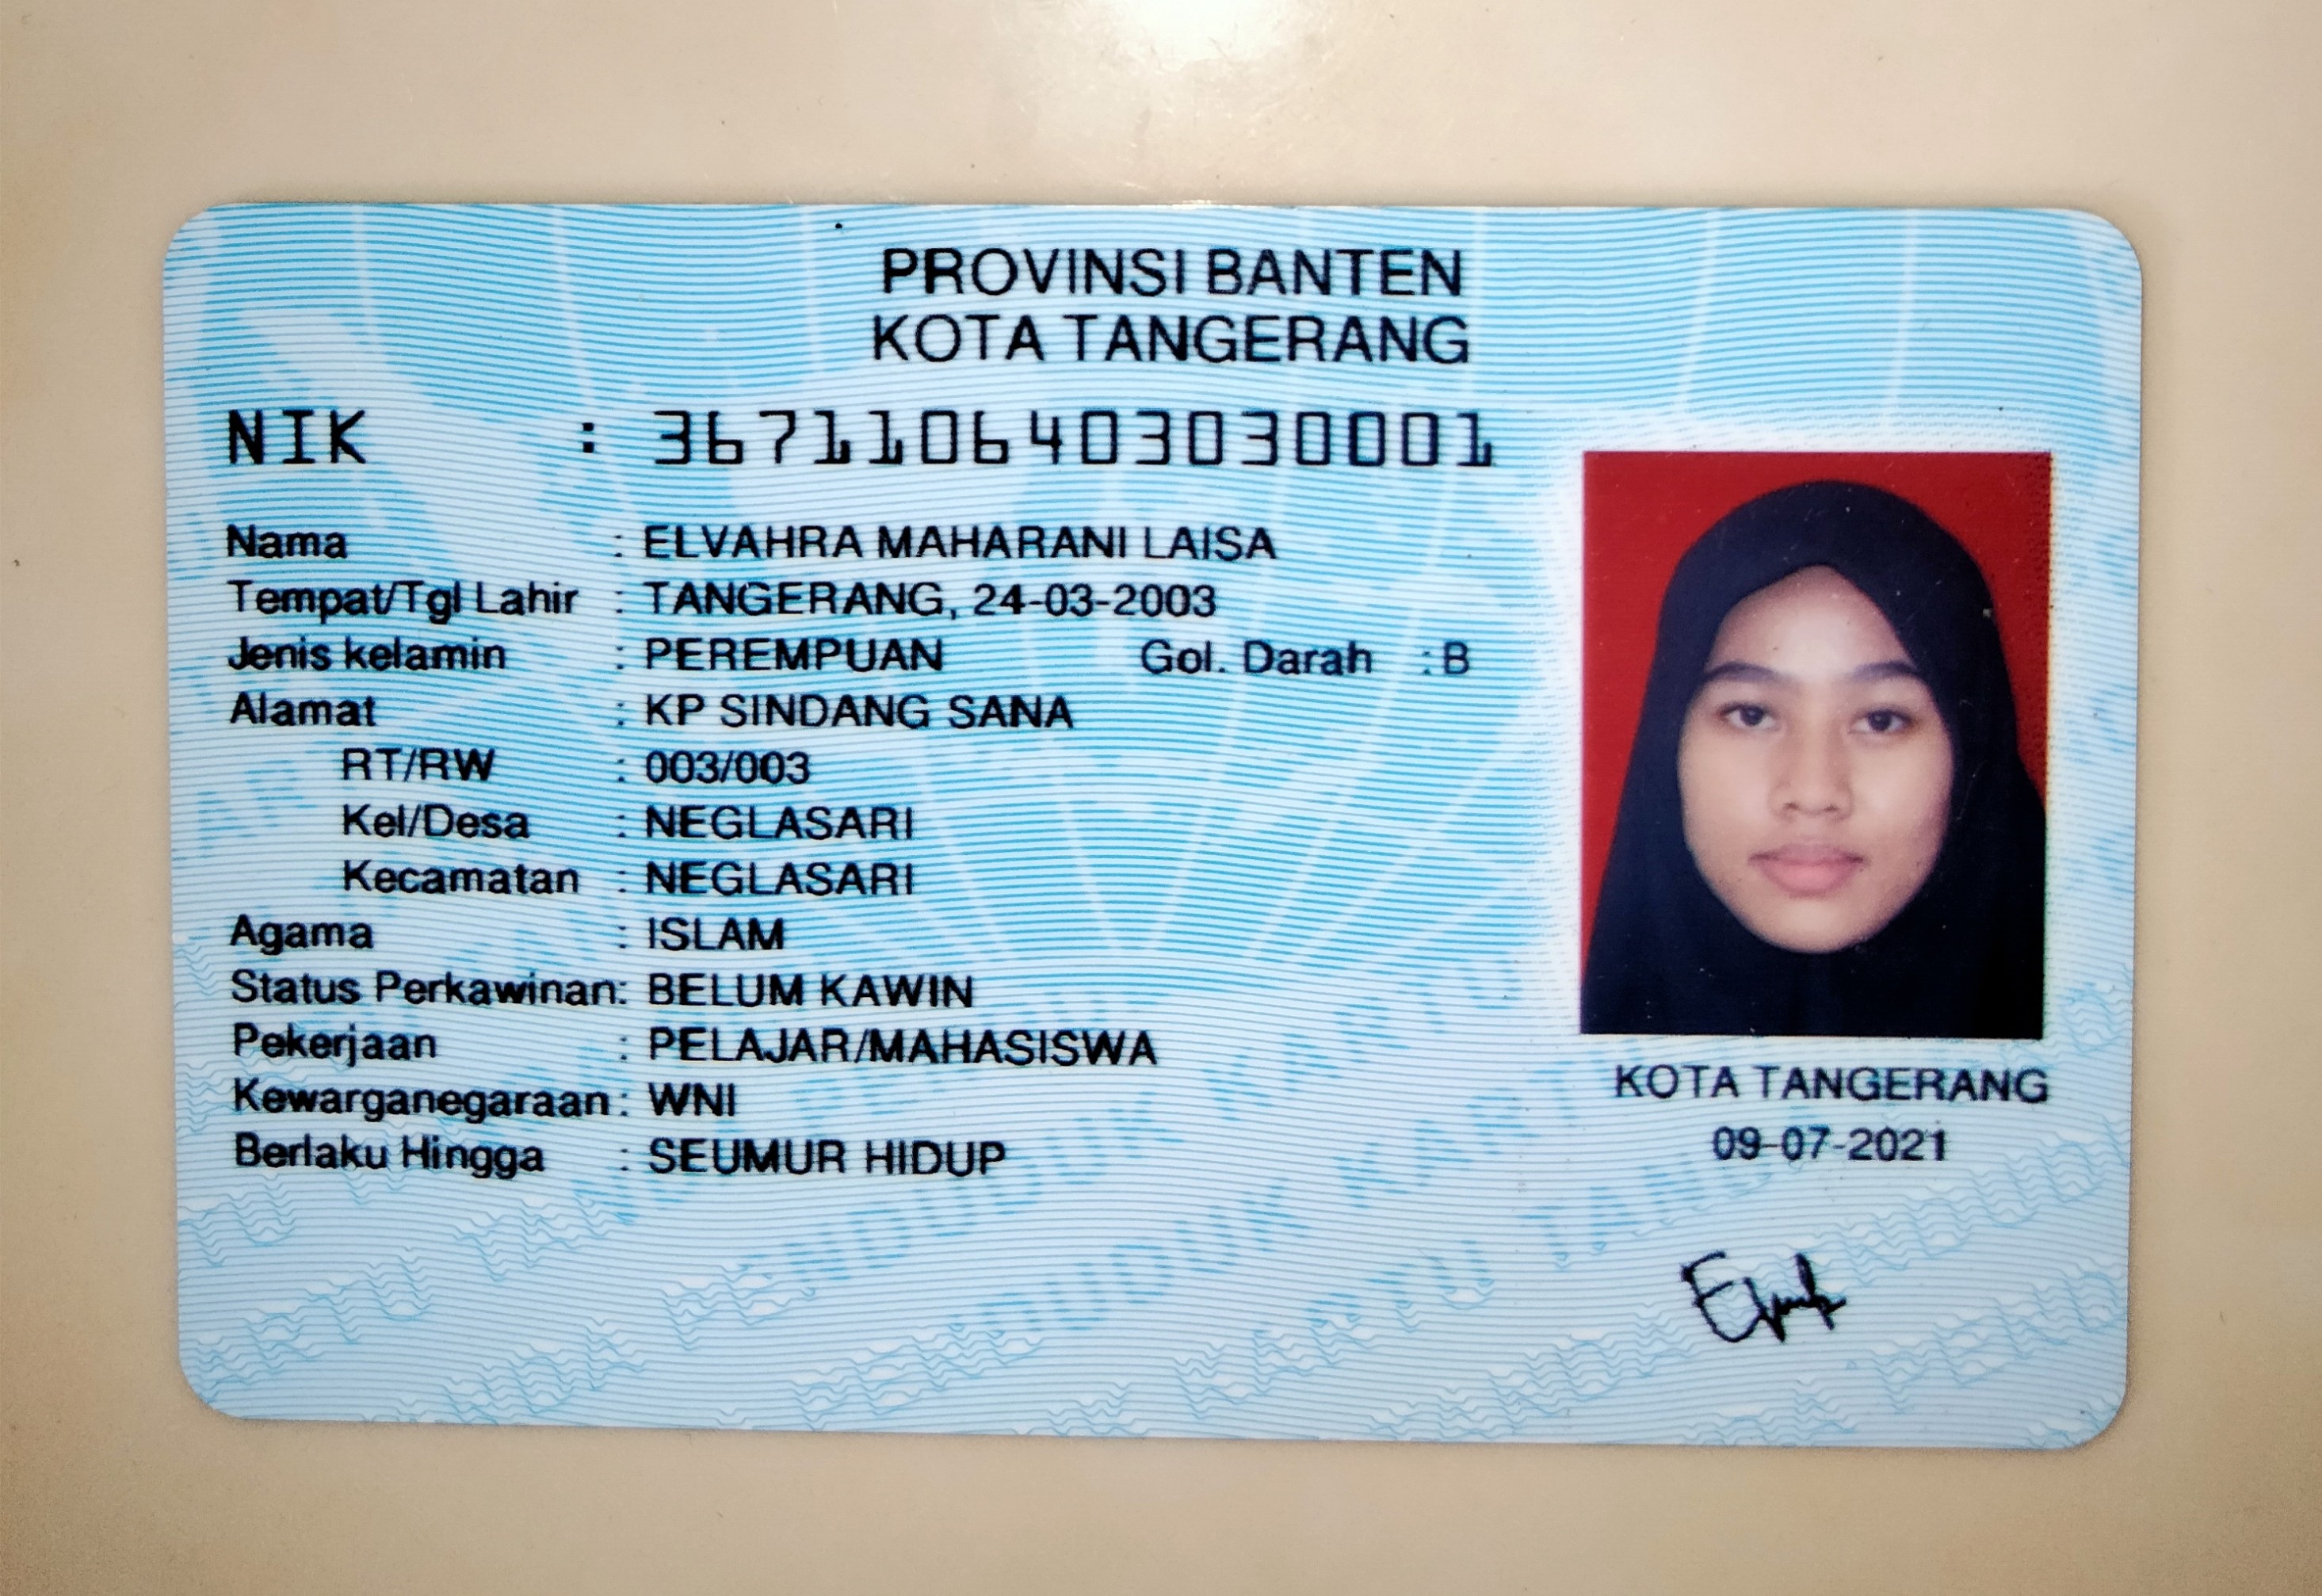 PROVINSI BANTEN
KOTA TANGERANG
NIK : 3671106403030001
Nama : ELVAHRA MAHARANI LAISA
Tempat/Tgl Lahir : TANGERANG, 24-03-2003
Jenis kelamin : PEREMPUAN Gol. Darah : B
Alamat : KP SINDANG SANA
RT/RW : 003/003
Kel/Desa : NEGLASARI
Kecamatan : NEGLASARI
Agama : ISLAM
Status Perkawinan: BELUM KAWIN
Pekerjaan : PELAJAR/MAHASISWA
Kewarganegaraan: WNI
Berlaku Hingga : SEUMUR HIDUP
KOTA TANGERANG
09-07-2021